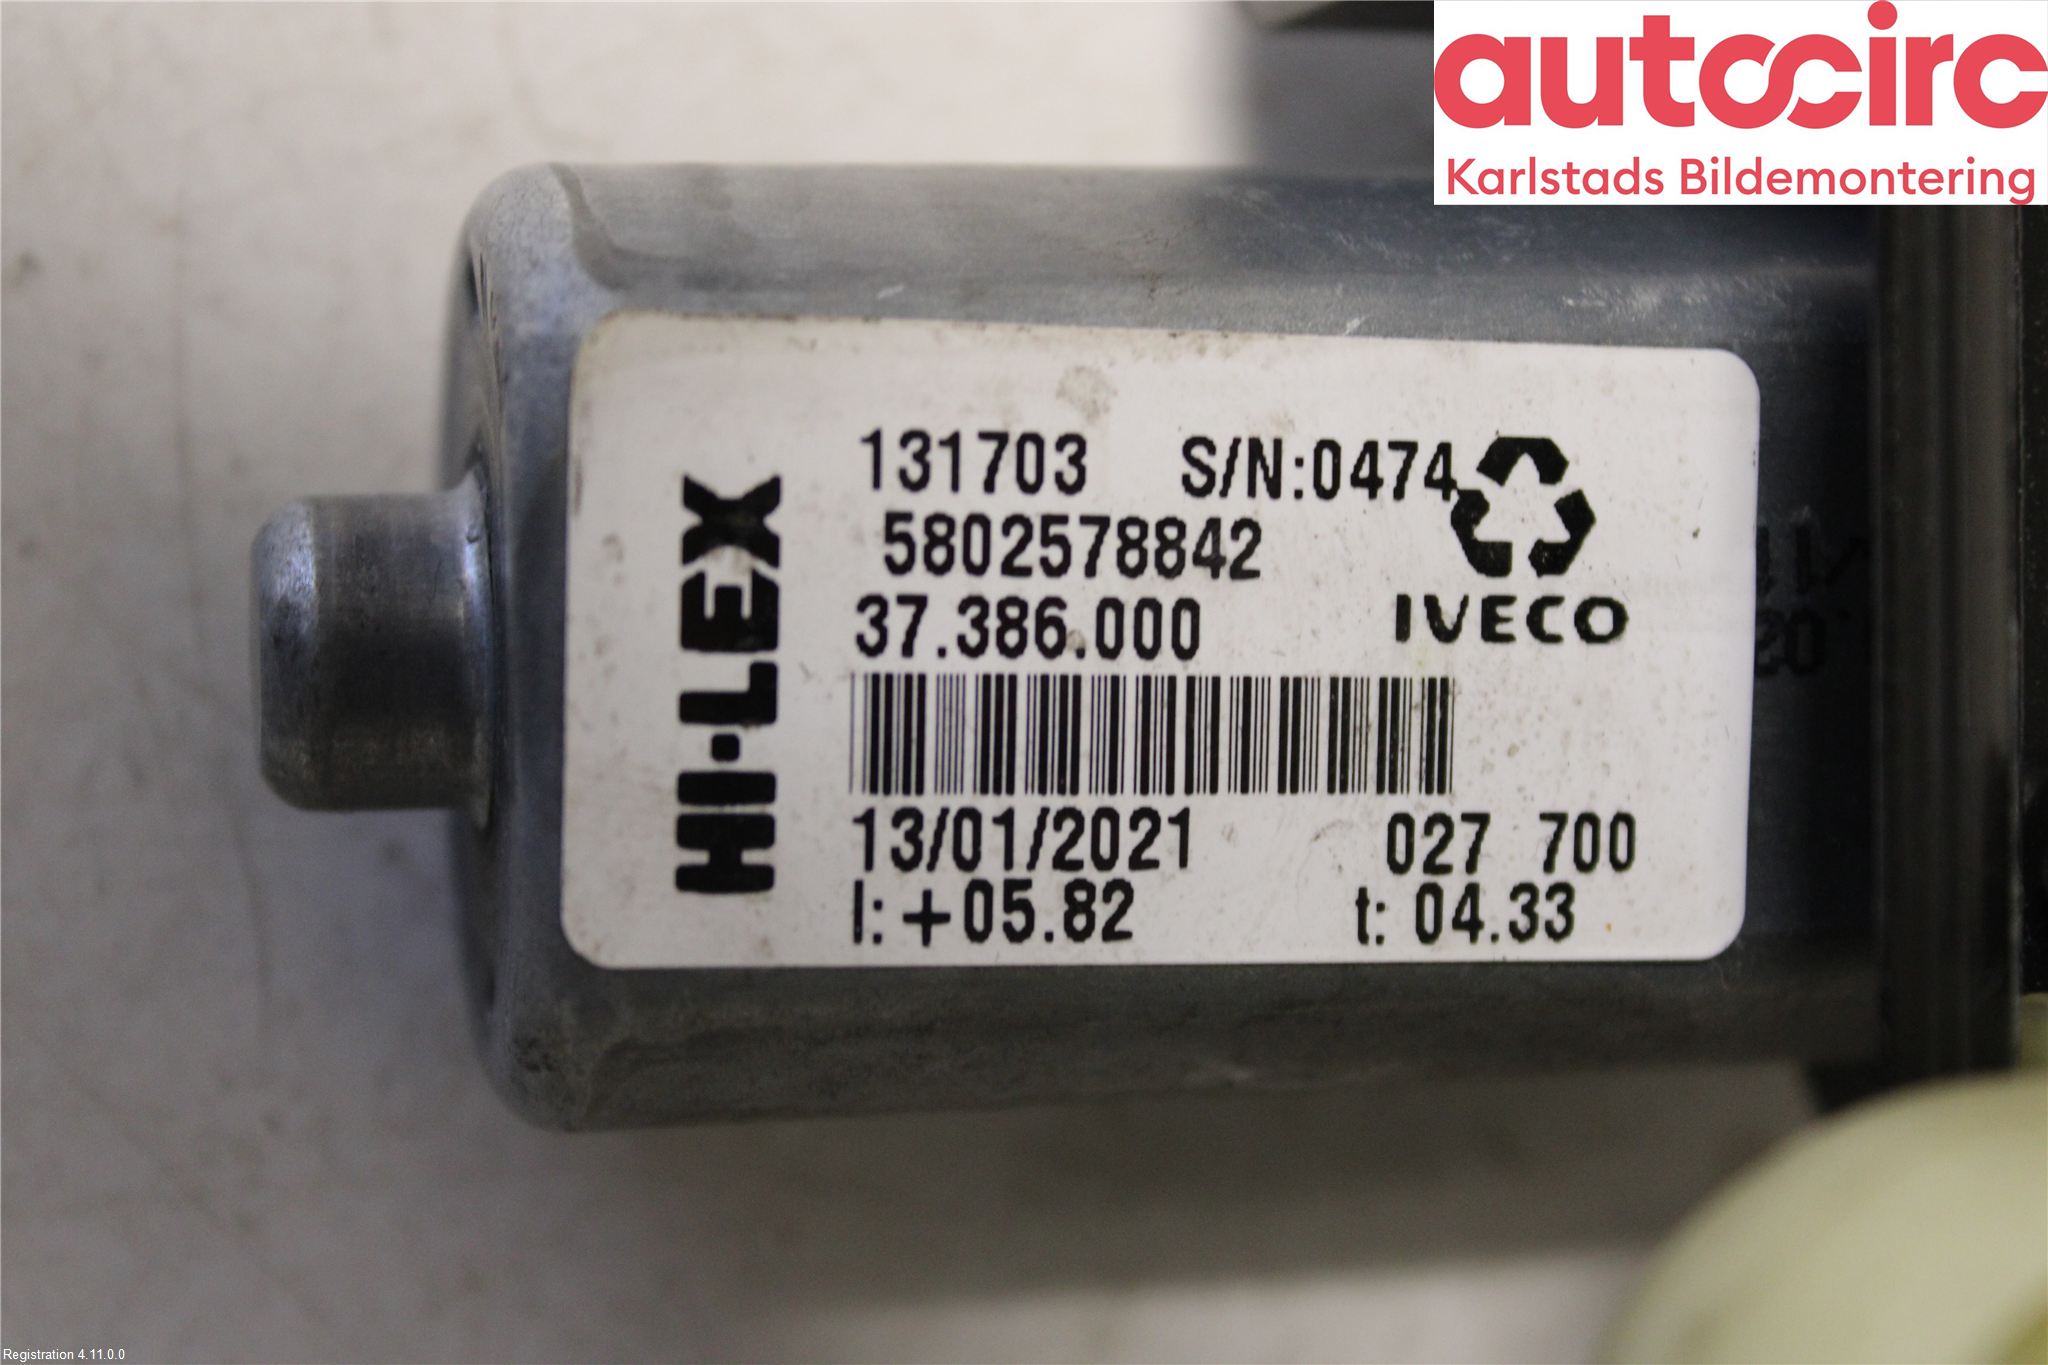 autocirc
Karlstads Bildemontering
HI-LEX
131703 S/N:0474
5802578842
37.386.000
IVECO
13/01/2021 027 700
I: +05.82 t: 04.33
Registration 4.11.0.0